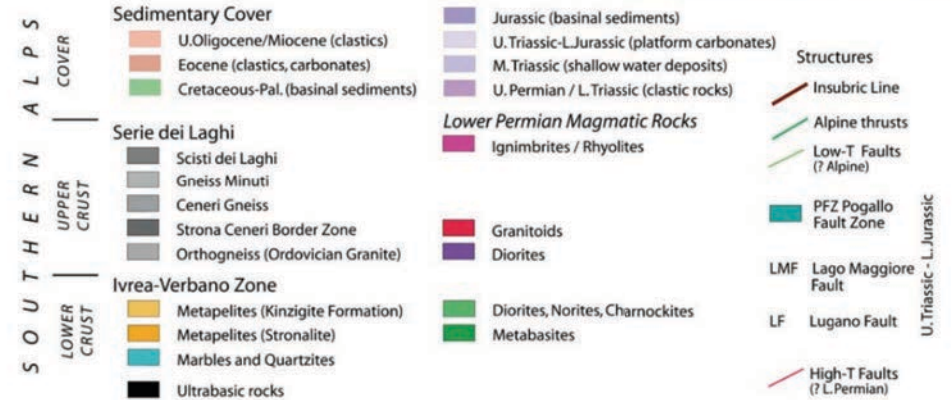 SOUTHERN ALPS
COVER
Sedimentary Cover
U.Oligocene/Miocene (clastics)
Eocene (clastics, carbonates)
Cretaceous-Pal. (basinal sediments)
Jurassic (basinal sediments)
U.Triassic-L.Jurassic (platform carbonates)
M.Triassic (shallow water deposits)
U. Permian / L.Triassic (clastic rocks)
UPPER
CRUST
Serie dei Laghi
Scisti dei Laghi
Gneiss Minuti
Ceneri Gneiss
Strona Ceneri Border Zone
Orthogneiss (Ordovician Granite)
Lower Permian Magmatic Rocks
Ignimbrites / Rhyolites
Granitoids
Diorites
LOWER
CRUST
Ivrea-Verbano Zone
Metapelites (Kinzigite Formation)
Metapelites (Stronalite)
Marbles and Quartzites
Ultrabasic rocks
Diorites, Norites, Charnockites
Metabasites
Structures
Insubric Line
Alpine thrusts
Low-T Faults
(? Alpine)
PFZ Pogallo
Fault Zone
LMF Lago Maggiore
Fault
LF Lugano Fault
U.Triassic - L.Jurassic
High-T Faults
(? L.Permian)